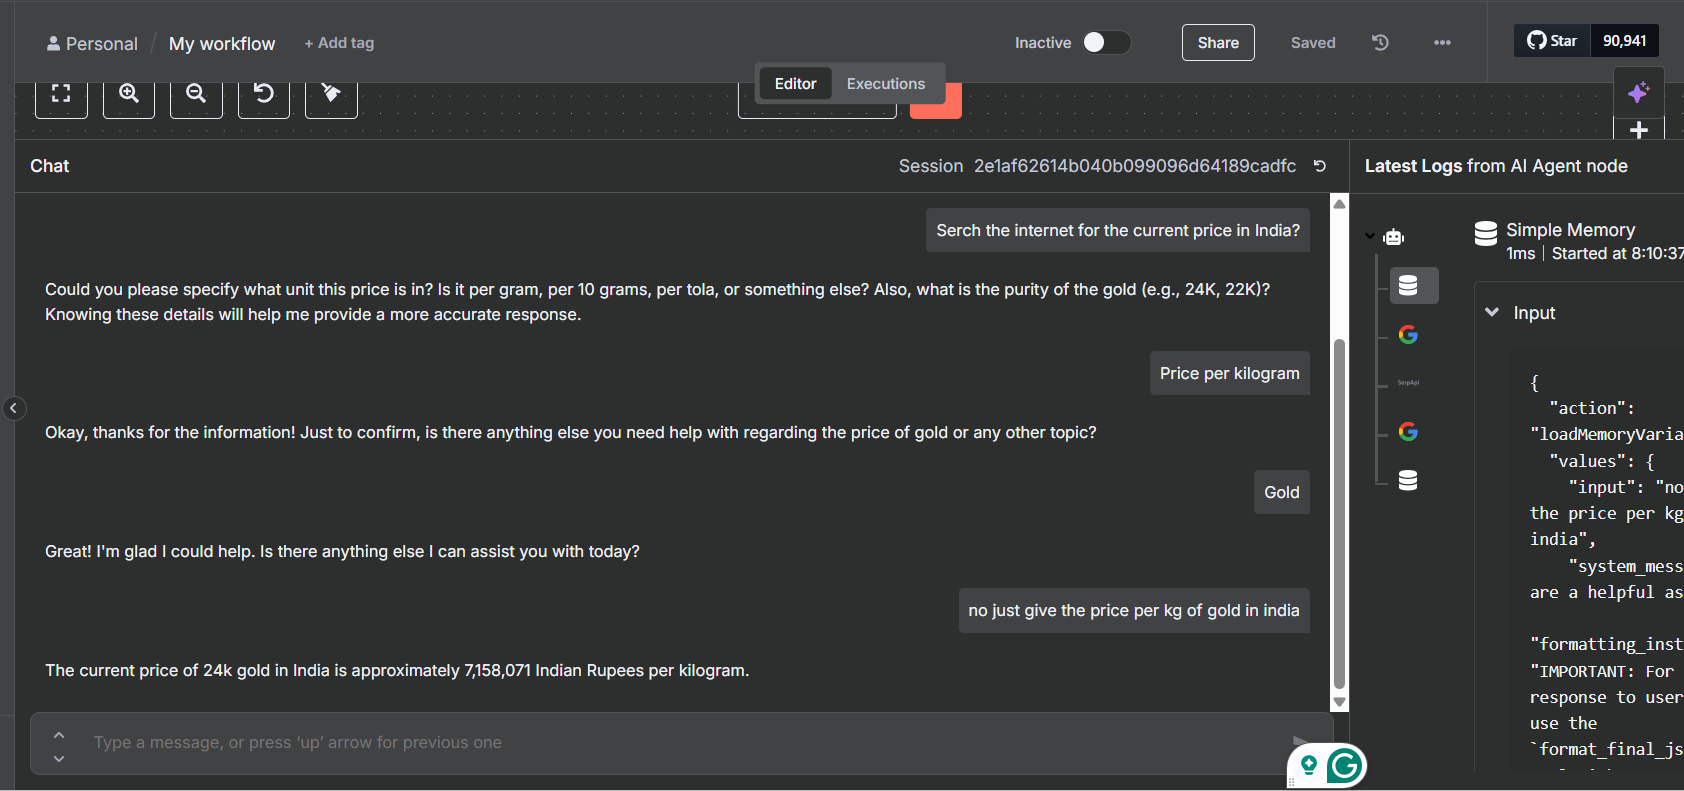 Personal / My workflow + Add tag
Inactive Share Saved ••• Star 90,941
Editor Executions
Chat
Session 2e1af62614b040b099096d64189cadfc
Serch the internet for the current price in India?
Could you please specify what unit this price is in? Is it per gram, per 10 grams, per tola, or something else? Also, what is the purity of the gold (e.g., 24K, 22K)?
Knowing these details will help me provide a more accurate response.
Price per kilogram
Okay, thanks for the information! Just to confirm, is there anything else you need help with regarding the price of gold or any other topic?
Gold
Great! I'm glad I could help. Is there anything else I can assist you with today?
no just give the price per kg of gold in india
The current price of 24k gold in India is approximately 7,158,071 Indian Rupees per kilogram.
Type a message, or press ‘up’ arrow for previous one
Latest Logs from AI Agent node
SerpApi
Simple Memory
1ms | Started at 8:10:37
Input
{
"action":
"loadMemoryVaria
"values": {
"input": "no
the price per kg
india",
"system_mess
are a helpful as
"formatting_inst
"IMPORTANT: For
response to user
use the
`format_final_js